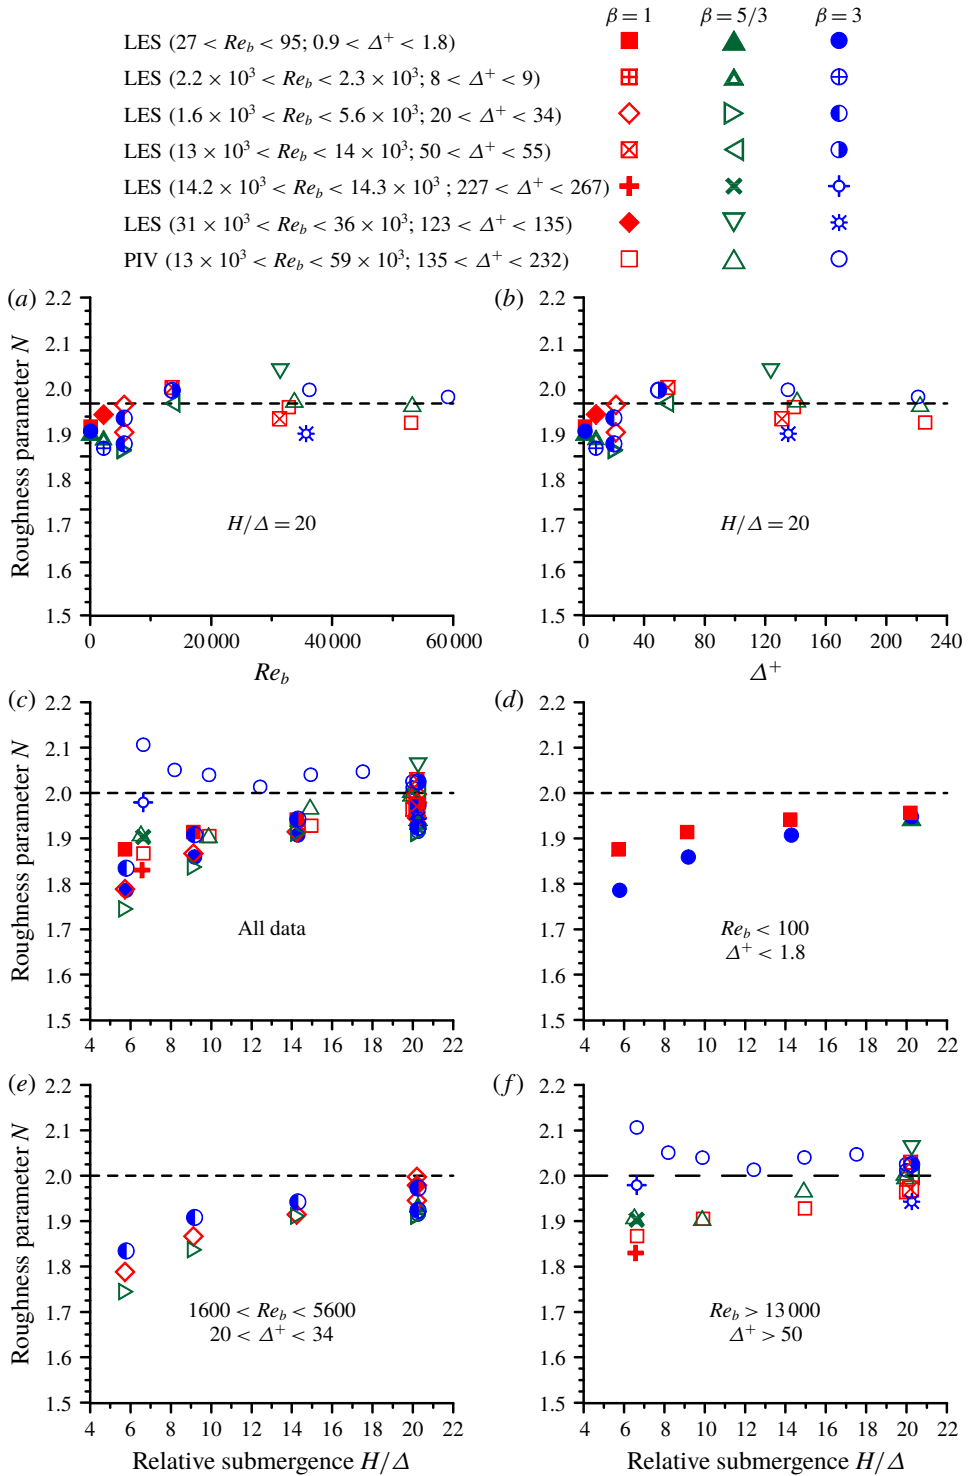 β = 1 β = 5/3 β = 3
LES (27 < Re_b < 95; 0.9 < Δ⁺ < 1.8)
LES (2.2 × 10³ < Re_b < 2.3 × 10³; 8 < Δ⁺ < 9)
LES (1.6 × 10³ < Re_b < 5.6 × 10³; 20 < Δ⁺ < 34)
LES (13 × 10³ < Re_b < 14 × 10³; 50 < Δ⁺ < 55)
LES (14.2 × 10³ < Re_b < 14.3 × 10³ ; 227 < Δ⁺ < 267)
LES (31 × 10³ < Re_b < 36 × 10³; 123 < Δ⁺ < 135)
PIV (13 × 10³ < Re_b < 59 × 10³; 135 < Δ⁺ < 232)
(a)
Roughness parameter N
2.2
2.1
2.0
1.9
1.8
1.7
1.6
1.5
H/Δ = 20
0 20 000 40 000 60 000
Re_b
(b)
2.2
2.1
2.0
1.9
1.8
1.7
1.6
1.5
H/Δ = 20
0 40 80 120 160 200 240
Δ⁺
(c)
Roughness parameter N
2.2
2.1
2.0
1.9
1.8
1.7
1.6
1.5
All data
4 6 8 10 12 14 16 18 20 22
(d)
2.2
2.1
2.0
1.9
1.8
1.7
1.6
1.5
Re_b < 100
Δ⁺ < 1.8
4 6 8 10 12 14 16 18 20 22
(e)
Roughness parameter N
2.2
2.1
2.0
1.9
1.8
1.7
1.6
1.5
1600 < Re_b < 5600
20 < Δ⁺ < 34
4 6 8 10 12 14 16 18 20 22
Relative submergence H/Δ
(f)
2.2
2.1
2.0
1.9
1.8
1.7
1.6
1.5
Re_b > 13 000
Δ⁺ > 50
4 6 8 10 12 14 16 18 20 22
Relative submergence H/Δ